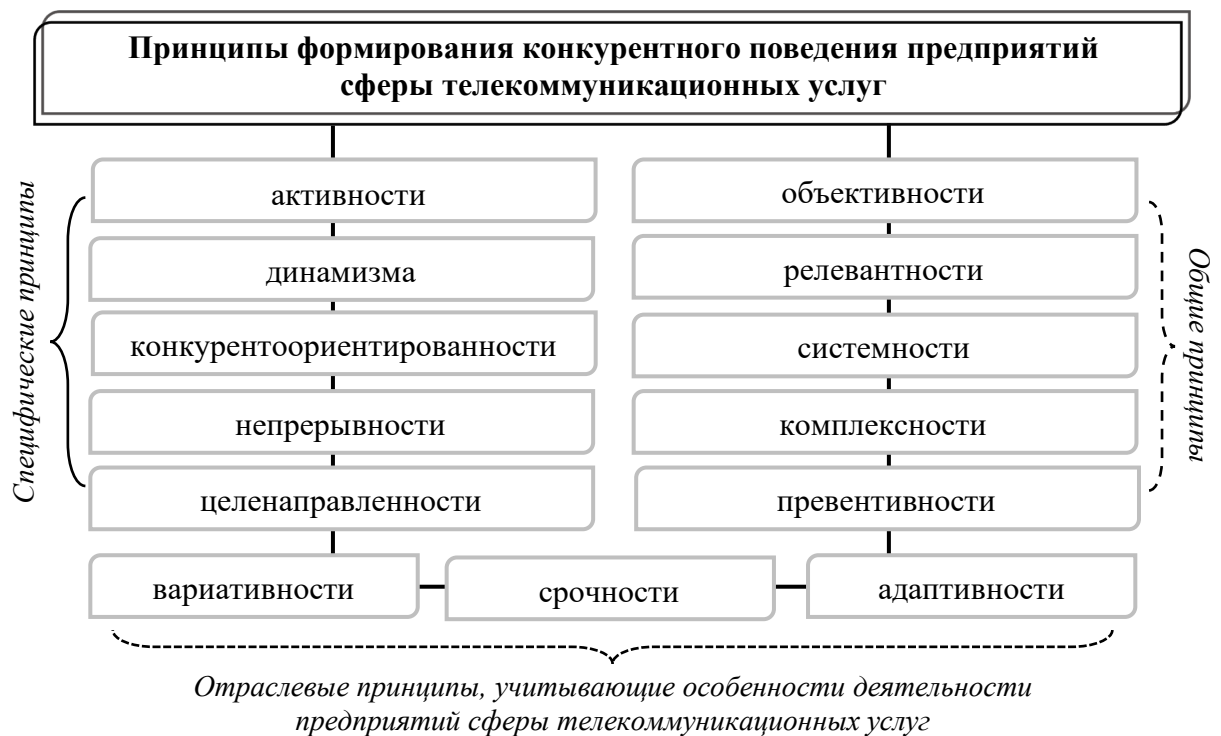 Принципы формирования конкурентного поведения предприятий
сферы телекоммуникационных услуг
Специфические принципы
активности
динамизма
конкурентоориентированности
непрерывности
целенаправленности
объективности
релевантности
системности
комплексности
превентивности
Общие принципы
вариативности
срочности
адаптивности
Отраслевые принципы, учитывающие особенности деятельности
предприятий сферы телекоммуникационных услуг